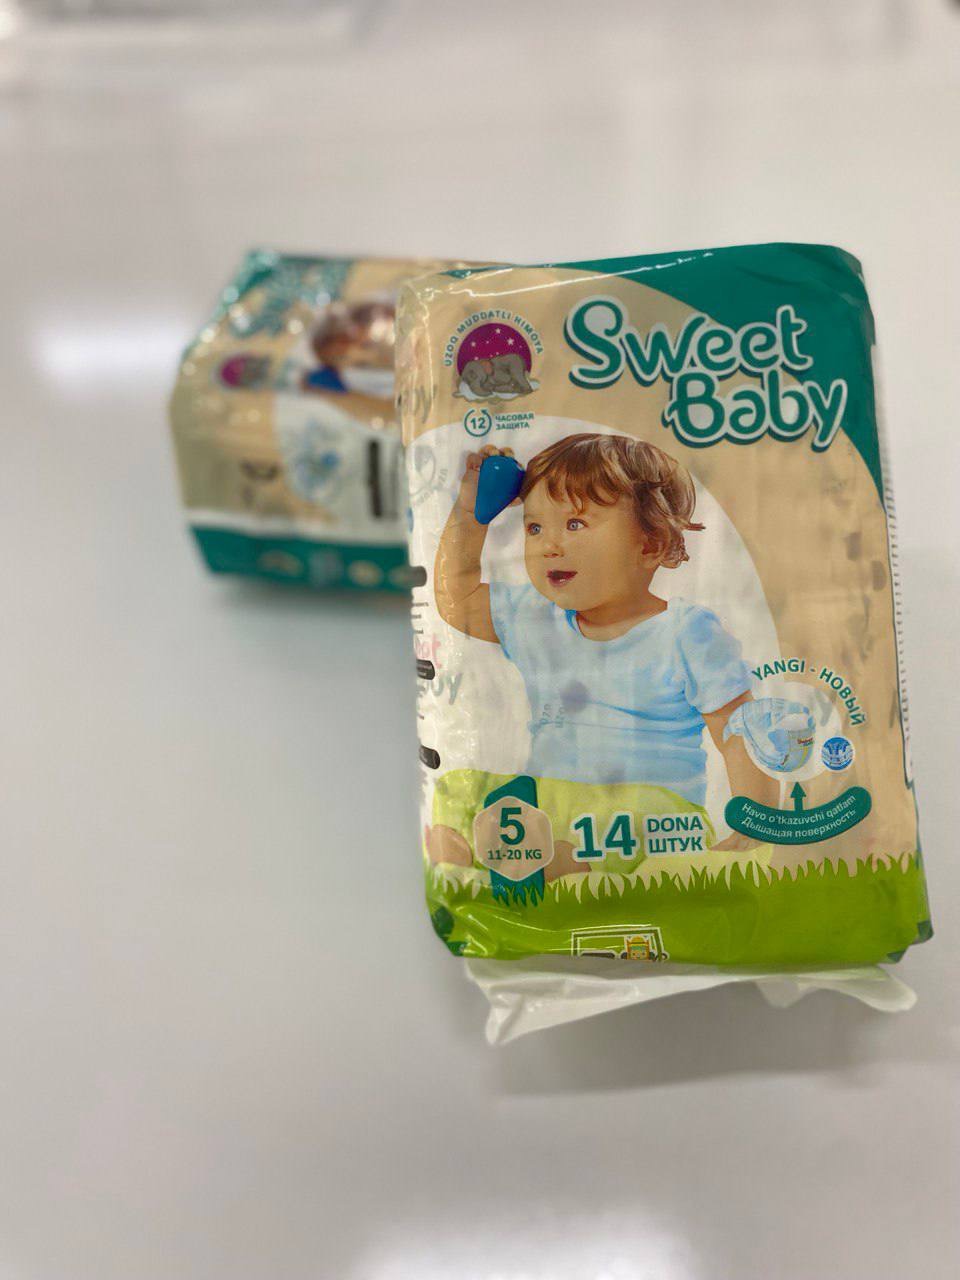 UZOQ MUDDATLI HIMOYA
12 ЧАСОВАЯ
ЗАЩИТА
Sweet
Baby
YANGI - НОВЫЙ
Havo o'tkazuvchi qatlam
Дышащая поверхность
5
11-20 KG
14 DONA
ШТУК